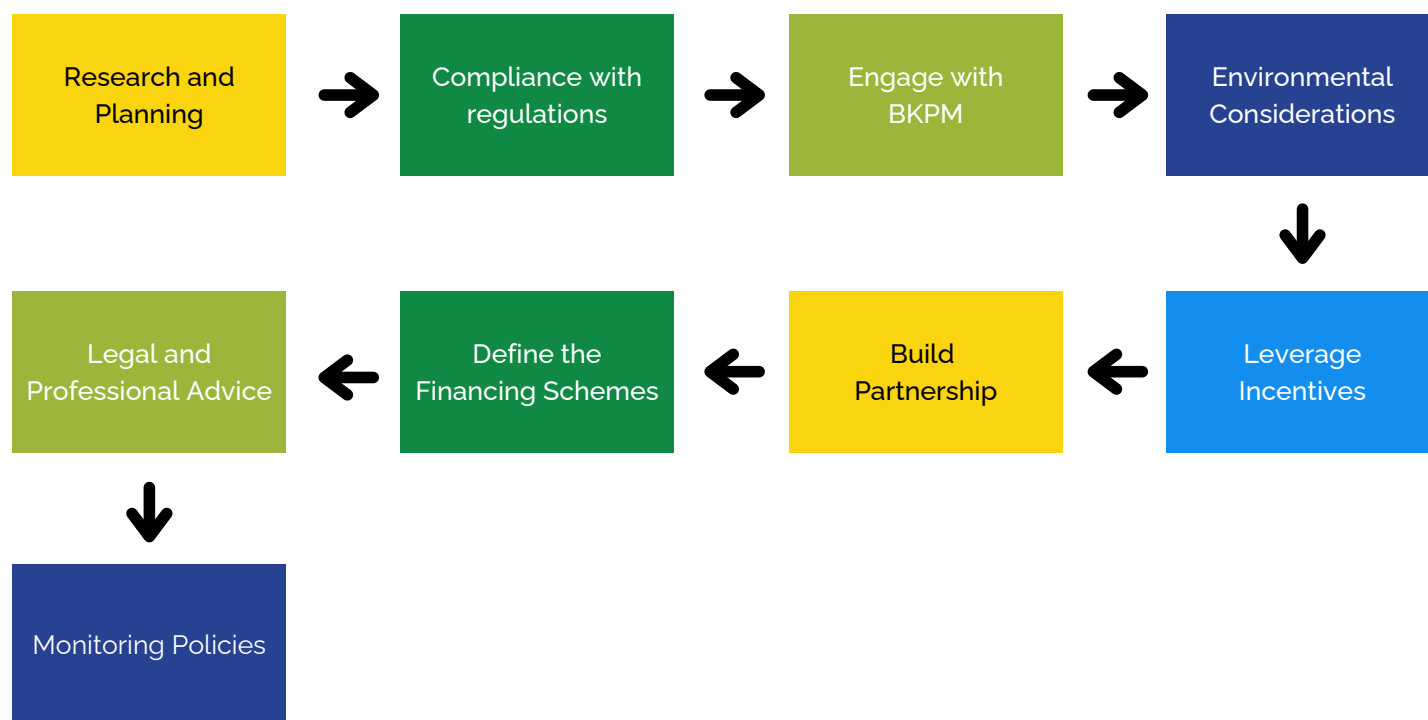 Research and
Planning
Compliance with
regulations
Engage with
BKPM
Environmental
Considerations
Leverage
Incentives
Build
Partnership
Define the
Financing Schemes
Legal and
Professional Advice
Monitoring Policies